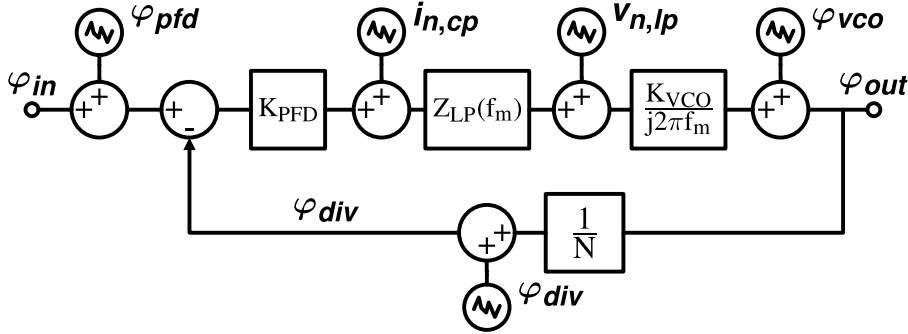 φpfd
in,cp
vn,lp
φvco
φin
φout
+ +
+ -
KPFD
+ +
ZLP(fm)
+ +
KVCO
j2πfm
+ +
φdiv
+ +
1
N
φdiv